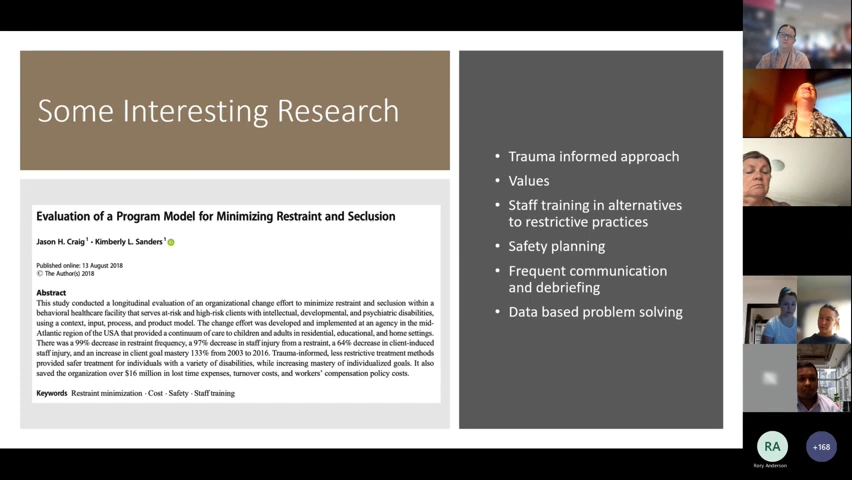 Some Interesting Research
Evaluation of a Program Model for Minimizing Restraint and Seclusion
Jason H. Craig 1 · Kimberly L. Sanders 1
Published online: 13 August 2018
© The Author(s) 2018
Abstract
This study conducted a longitudinal evaluation of an organizational change effort to minimize restraint and seclusion within a
behavioral healthcare facility that serves at-risk and high-risk clients with intellectual, developmental, and psychiatric disabilities,
using a context, input, process, and product model. The change effort was developed and implemented at an agency in the mid-
Atlantic region of the USA that provided a continuum of care to children and adults in residential, educational, and home settings.
There was a 99% decrease in restraint frequency, a 97% decrease in staff injury from a restraint, a 64% decrease in client-induced
staff injury, and an increase in client goal mastery 133% from 2003 to 2016. Trauma-informed, less restrictive treatment methods
provided safer treatment for individuals with a variety of disabilities, while increasing mastery of individualized goals. It also
saved the organization over $16 million in lost time expenses, turnover costs, and workers' compensation policy costs.
Keywords Restraint minimization · Cost · Safety · Staff training
• Trauma informed approach
• Values
• Staff training in alternatives
to restrictive practices
• Safety planning
• Frequent communication
and debriefing
• Data based problem solving
RA
+168
Rory Anderson